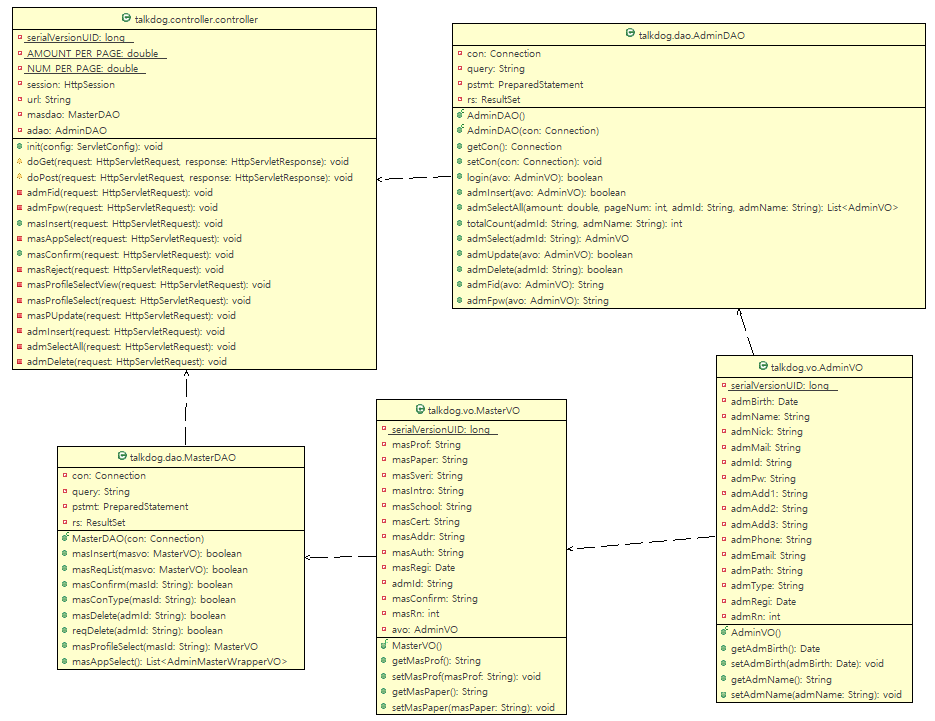 talkdog.controller.controller
serialVersionUID: long
AMOUNT_PER_PAGE: double
NUM_PER_PAGE: double
session: HttpSession
url: String
masdao: MasterDAO
adao: AdminDAO
init(config: ServletConfig): void
doGet(request: HttpServletRequest, response: HttpServletResponse): void
doPost(request: HttpServletRequest, response: HttpServletResponse): void
admFid(request: HttpServletRequest): void
admFpw(request: HttpServletRequest): void
masInsert(request: HttpServletRequest): void
masAppSelect(request: HttpServletRequest): void
masConfirm(request: HttpServletRequest): void
masReject(request: HttpServletRequest): void
masProfileSelectView(request: HttpServletRequest): void
masProfileSelect(request: HttpServletRequest): void
masPUpdate(request: HttpServletRequest): void
admInsert(request: HttpServletRequest): void
admSelectAll(request: HttpServletRequest): void
admDelete(request: HttpServletRequest): void
talkdog.dao.AdminDAO
con: Connection
query: String
pstmt: PreparedStatement
rs: ResultSet
AdminDAO()
AdminDAO(con: Connection)
getCon(): Connection
setCon(con: Connection): void
login(avo: AdminVO): boolean
admInsert(avo: AdminVO): boolean
admSelectAll(amount: double, pageNum: int, admId: String, admName: String): List<AdminVO>
totalCount(admId: String, admName: String): int
admSelect(admId: String): AdminVO
admUpdate(avo: AdminVO): boolean
admDelete(admId: String): boolean
admFid(avo: AdminVO): String
admFpw(avo: AdminVO): String
talkdog.dao.MasterDAO
con: Connection
query: String
pstmt: PreparedStatement
rs: ResultSet
MasterDAO(con: Connection)
masInsert(masvo: MasterVO): boolean
masReqList(masvo: MasterVO): boolean
masConfirm(masId: String): boolean
masConType(masId: String): boolean
masDelete(admId: String): boolean
reqDelete(admId: String): boolean
masProfileSelect(masId: String): MasterVO
masAppSelect(): List<AdminMasterWrapperVO>
talkdog.vo.MasterVO
serialVersionUID: long
masProf: String
masPaper: String
masSveri: String
masIntro: String
masSchool: String
masCert: String
masAddr: String
masAuth: String
masRegi: Date
admId: String
masConfirm: String
masRn: int
avo: AdminVO
MasterVO()
getMasProf(): String
setMasProf(masProf: String): void
getMasPaper(): String
setMasPaper(masPaper: String): void
talkdog.vo.AdminVO
serialVersionUID: long
admBirth: Date
admName: String
admNick: String
admMail: String
admId: String
admPw: String
admAdd1: String
admAdd2: String
admAdd3: String
admPhone: String
admEmail: String
admPath: String
admType: String
admRegi: Date
admRn: int
AdminVO()
getAdmBirth(): Date
setAdmBirth(admBirth: Date): void
getAdmName(): String
setAdmName(admName: String): void